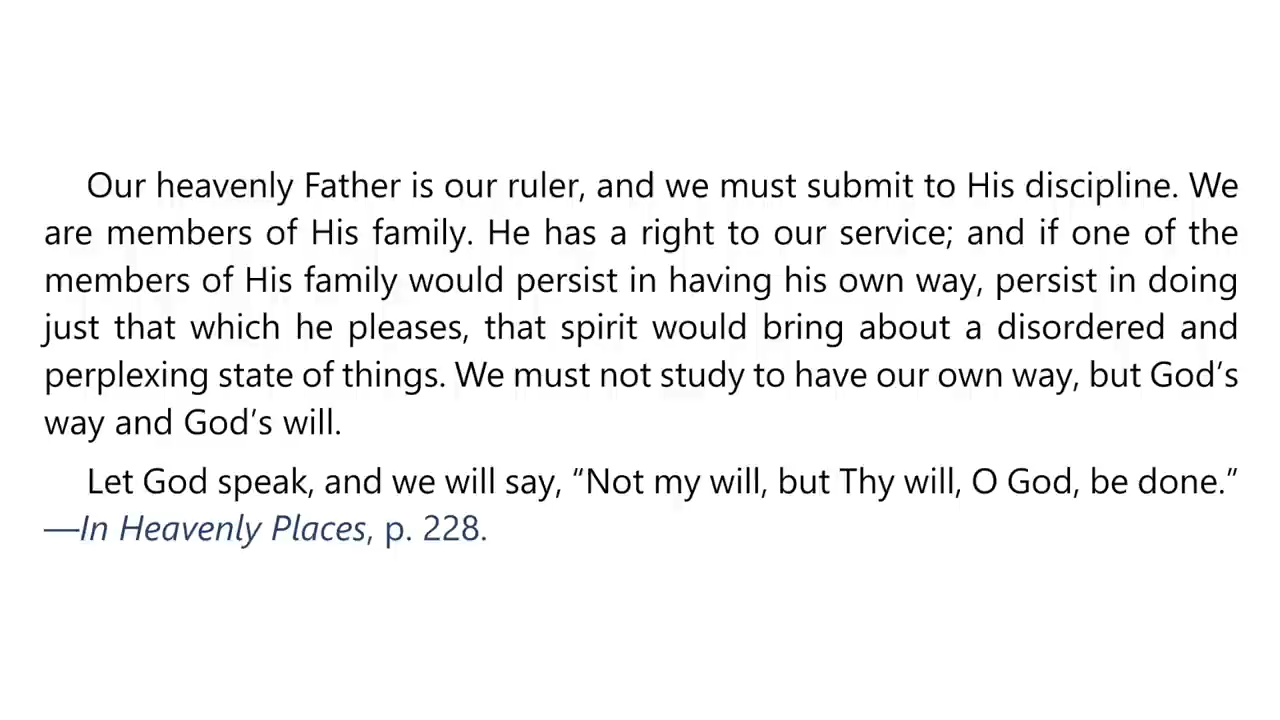 Our heavenly Father is our ruler, and we must submit to His discipline. We
are members of His family. He has a right to our service; and if one of the
members of His family would persist in having his own way, persist in doing
just that which he pleases, that spirit would bring about a disordered and
perplexing state of things. We must not study to have our own way, but God’s
way and God’s will.
Let God speak, and we will say, “Not my will, but Thy will, O God, be done.”
—In Heavenly Places, p. 228.